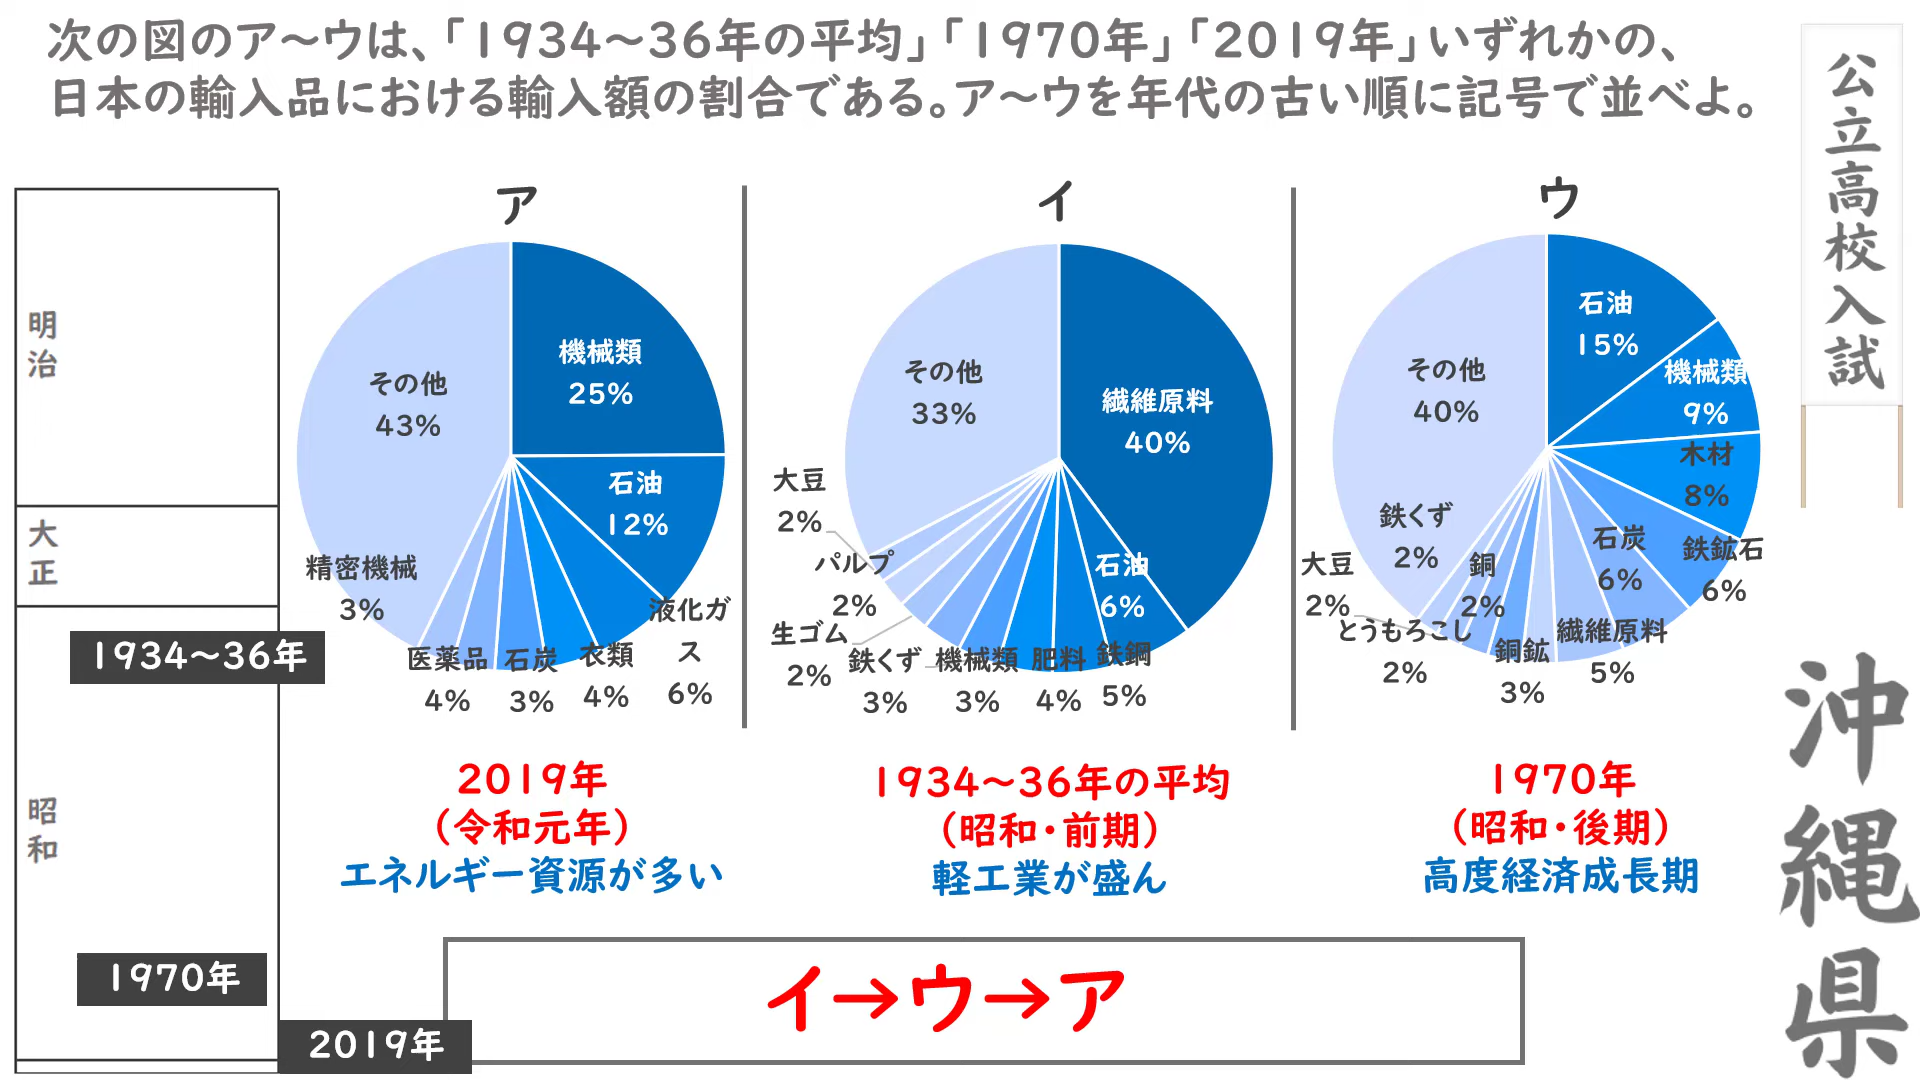 次の図のア～ウは、「1934～36年の平均」「1970年」「2019年」いずれかの、
日本の輸入品における輸入額の割合である。ア～ウを年代の古い順に記号で並べよ。
公立高校入試
沖縄県
明治
大正
昭和
1934～36年
1970年
2019年
ア
機械類
25%
石油
12%
液化ガ
ス
6%
衣類
4%
石炭
3%
医薬品
4%
精密機械
3%
その他
43%
2019年
（令和元年）
エネルギー資源が多い
イ
繊維原料
40%
石油
6%
鉄鋼
5%
肥料
4%
機械類
3%
鉄くず
3%
生ゴム
2%
パルプ
2%
大豆
2%
その他
33%
1934～36年の平均
（昭和・前期）
軽工業が盛ん
ウ
石油
15%
機械類
9%
木材
8%
鉄鉱石
6%
石炭
6%
繊維原料
5%
銅鉱
3%
銅
2%
とうもろこし
2%
大豆
2%
鉄くず
2%
その他
40%
1970年
（昭和・後期）
高度経済成長期
イ→ウ→ア